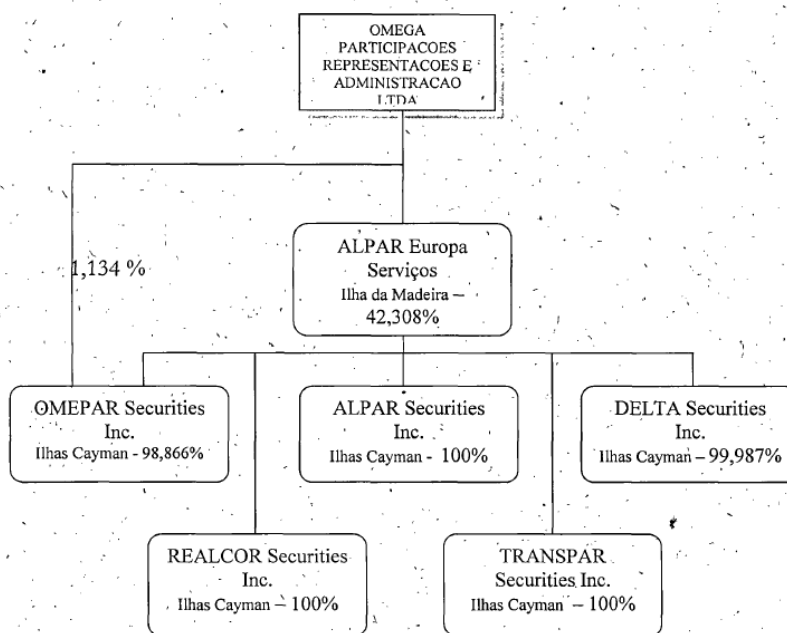 OMEGA
PARTICIPACOES
REPRESENTACOES E
ADMINISTRACAO
LTDA
ALPAR Europa
Serviços
Ilha da Madeira –
42,308%
1,134 %
OMEPAR Securities
Inc.
Ilhas Cayman - 98,866%
ALPAR Securities
Inc.
Ilhas Cayman - 100%
DELTA Securities
Inc.
Ilhas Cayman – 99,987%
REALCOR Securities
Inc.
Ilhas Cayman – 100%
TRANSPAR
Securities Inc.
Ilhas Cayman – 100%